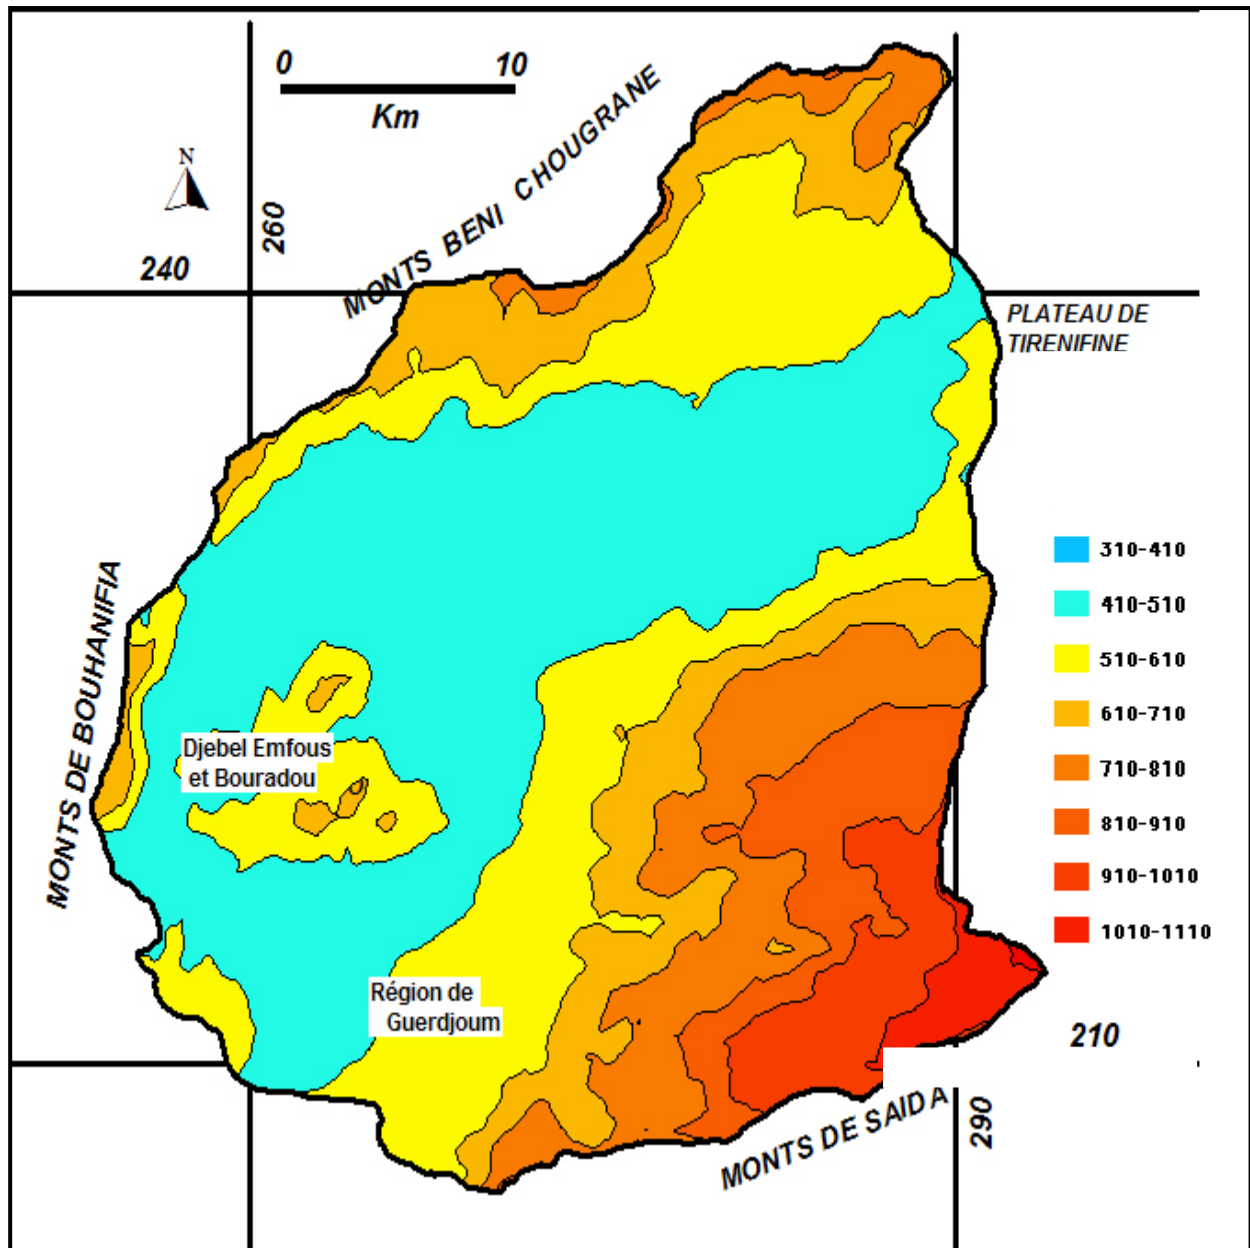 0 10
Km
N
260
240
MONTS BENI CHOUGRANE
PLATEAU DE
TIRENIFINE
MONTS DE BOUHANIFIA
Djebel Emfous
et Bouradou
Région de
Guerdjoum
310-410
410-510
510-610
610-710
710-810
810-910
910-1010
1010-1110
210
290
MONTS DE SAIDA